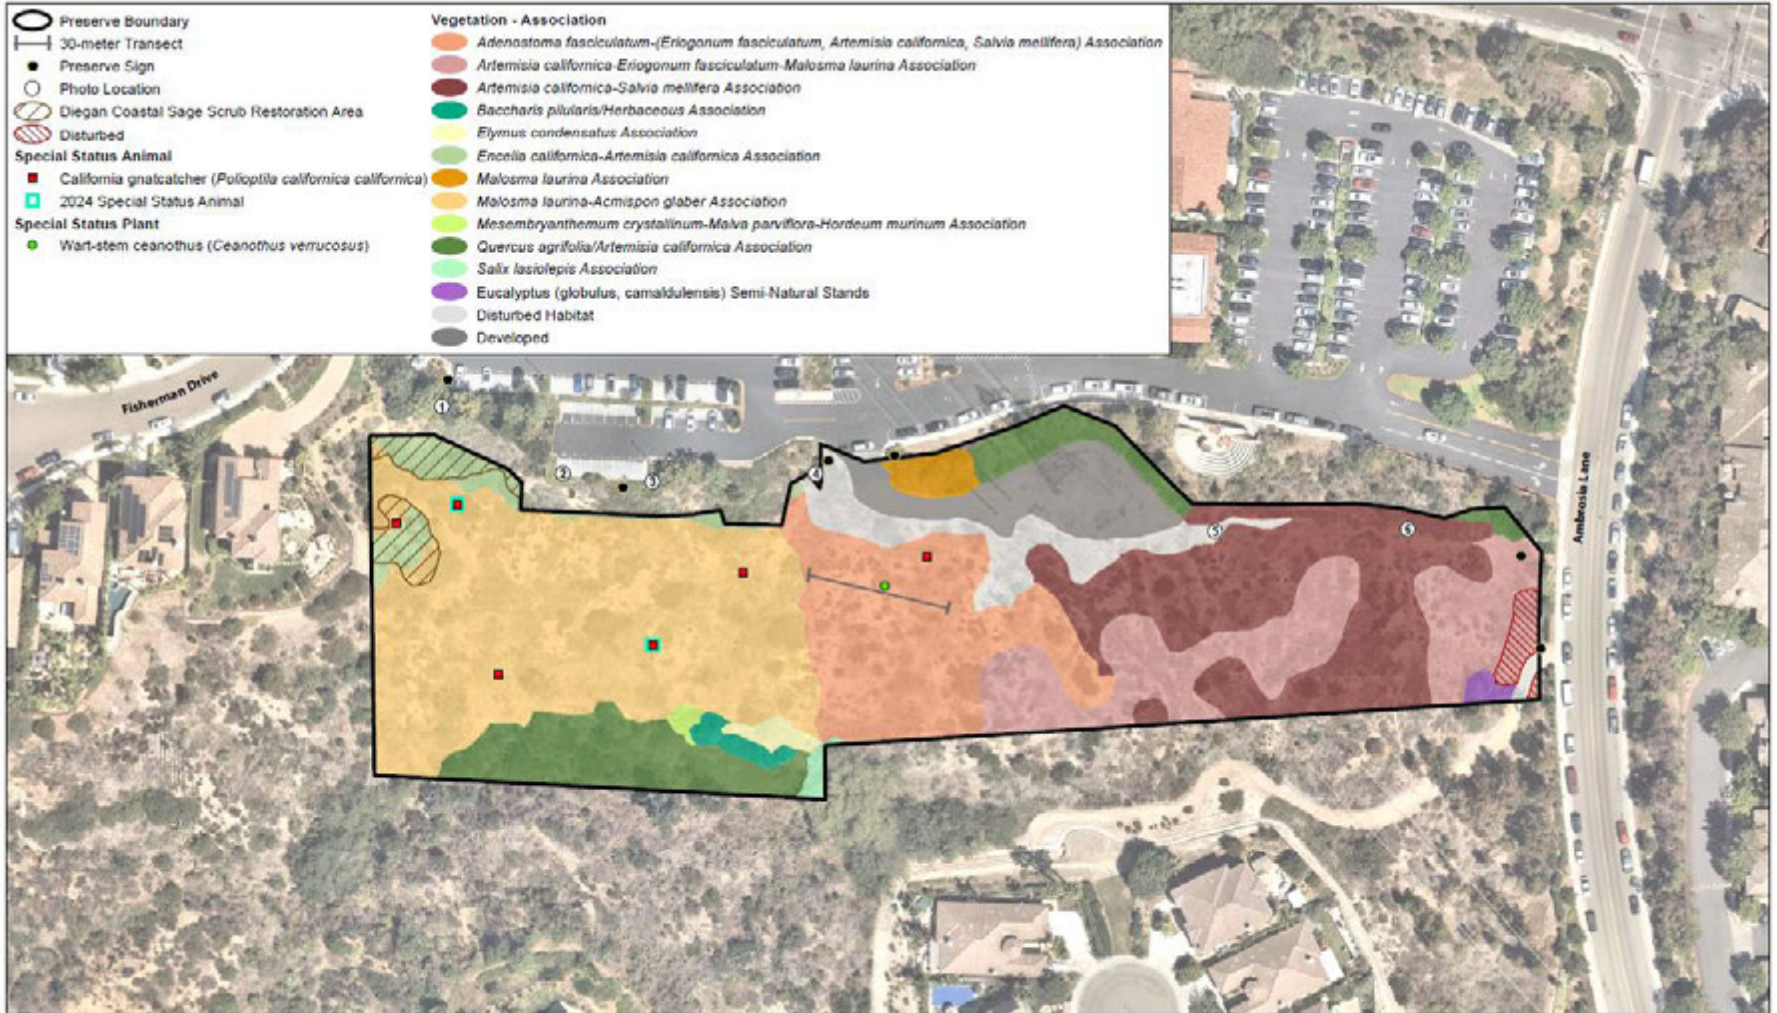 Preserve Boundary
30-meter Transect
Preserve Sign
Photo Location
Diegan Coastal Sage Scrub Restoration Area
Disturbed
Special Status Animal
California gnatcatcher (Polioptila californica californica)
2024 Special Status Animal
Special Status Plant
Wart-stem ceanothus (Ceanothus verrucosus)
Vegetation - Association
Adenostoma fasciculatum-(Eriogonum fasciculatum, Artemisia californica, Salvia mellifera) Association
Artemisia californica-Eriogonum fasciculatum-Malosma laurina Association
Artemisia californica-Salvia mellifera Association
Baccharis pilularis/Herbaceous Association
Elymus condensatus Association
Encelia californica-Artemisia californica Association
Malosma laurina Association
Malosma laurina-Acmispon glaber Association
Mesembryanthemum crystallinum-Malva parviflora-Hordeum murinum Association
Quercus agrifolia/Artemisia californica Association
Salix lasiolepis Association
Eucalyptus (globulus, camaldulensis) Semi-Natural Stands
Disturbed Habitat
Developed
Fisherman Drive
1
2
3
4
5
6
Ambrosia Lane